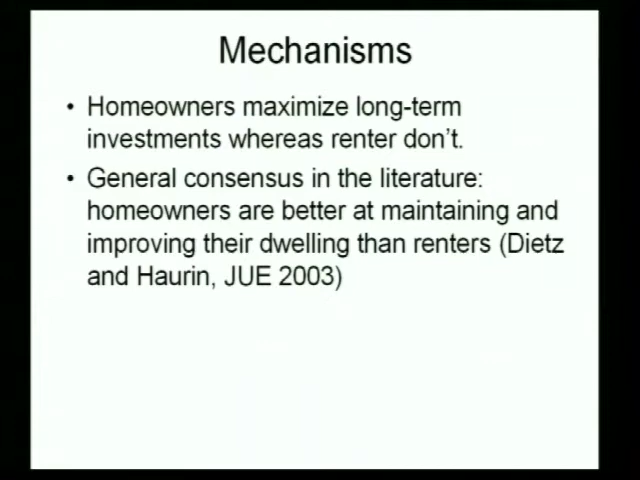 Mechanisms
• Homeowners maximize long-term
investments whereas renter don't.
• General consensus in the literature:
homeowners are better at maintaining and
improving their dwelling than renters (Dietz
and Haurin, JUE 2003)